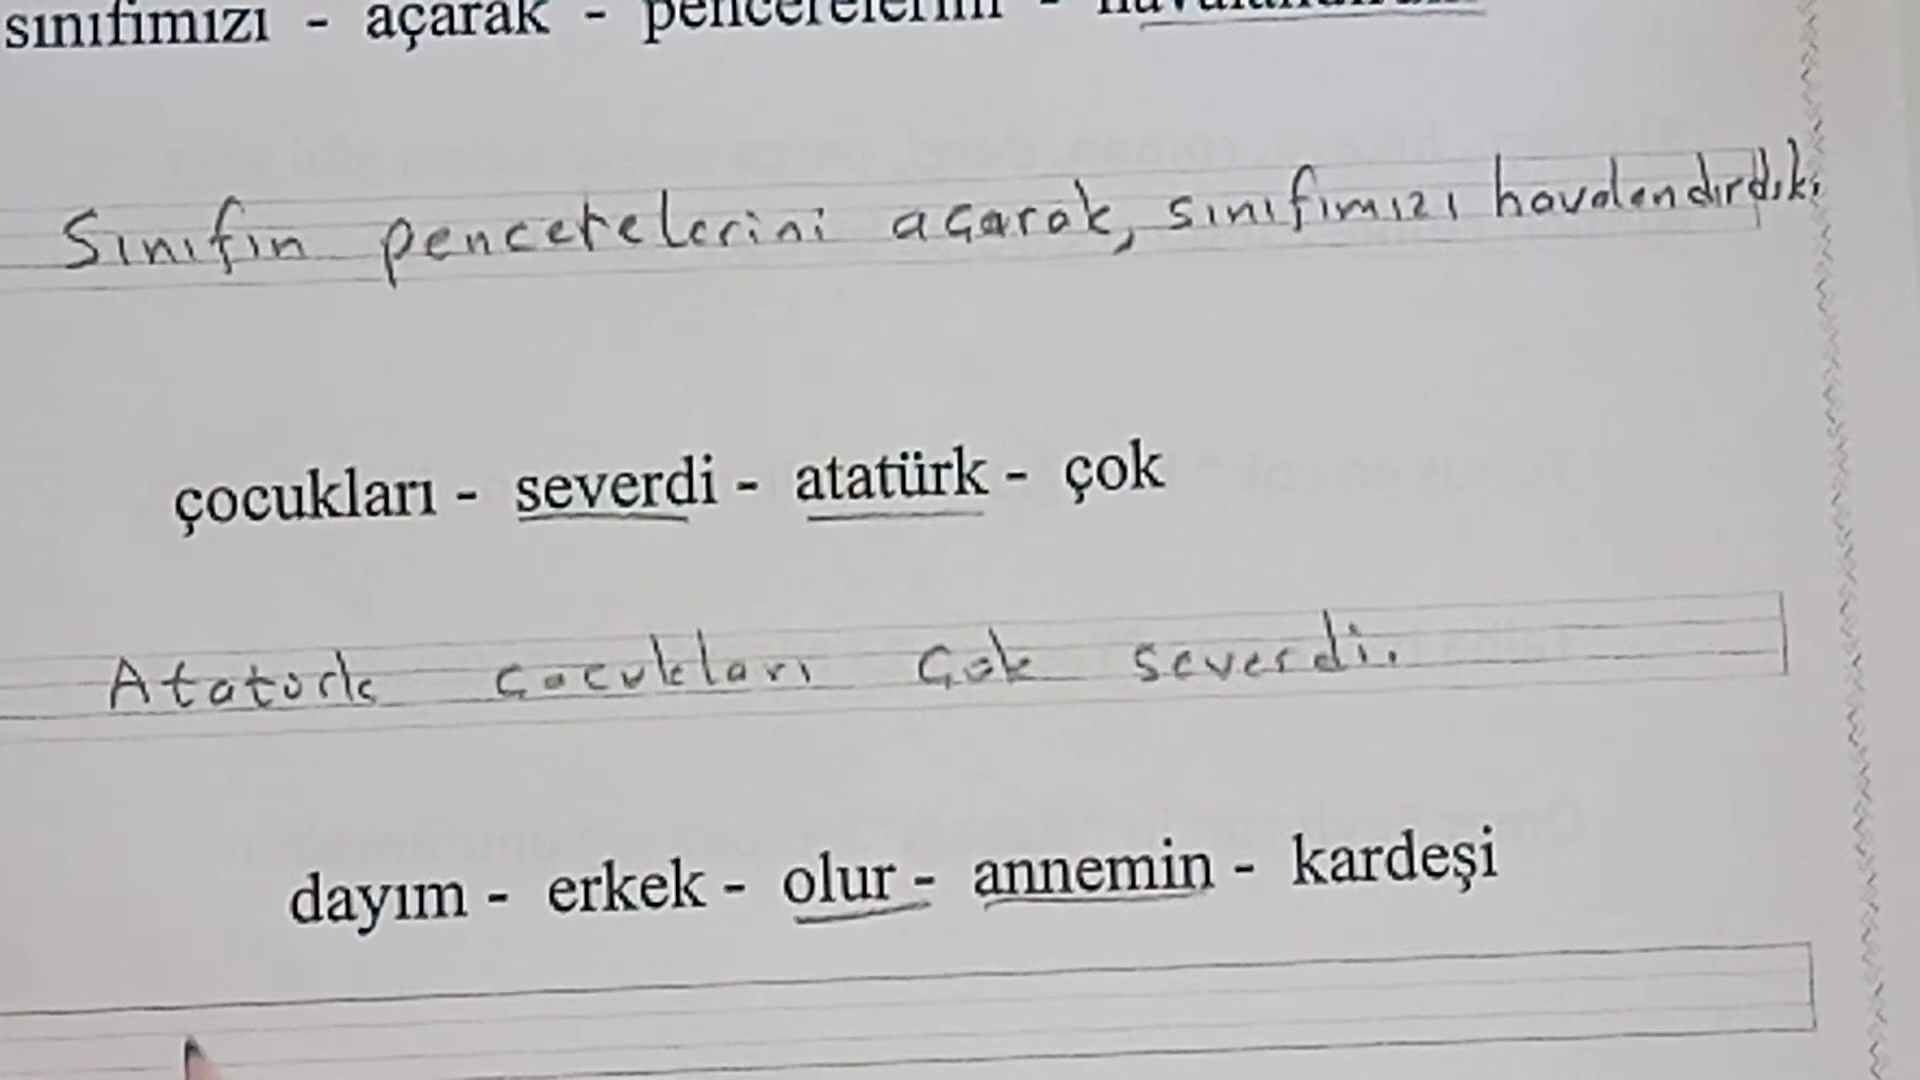 sınıfımızı - açarak - pencerelerini -
Sınıfın pencerelerini açarak, sınıfımızı havalandırdık.
çocukları - severdi - atatürk - çok
Atatürk çocukları çok severdi.
dayım - erkek - olur - annemin - kardeşi